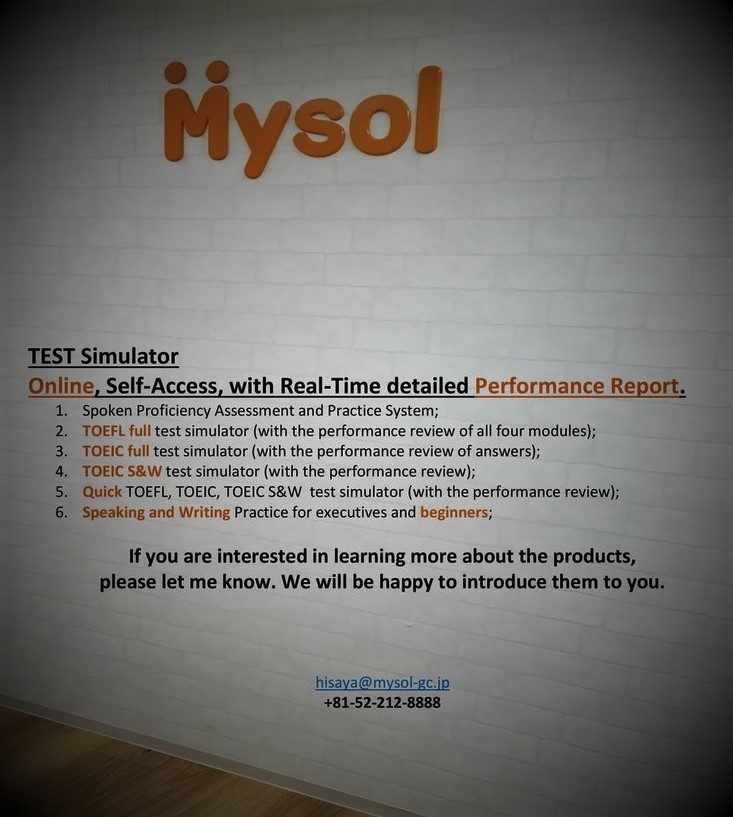 Mysol
TEST Simulator
Online, Self-Access, with Real-Time detailed Performance Report.
1. Spoken Proficiency Assessment and Practice System;
2. TOEFL full test simulator (with the performance review of all four modules);
3. TOEIC full test simulator (with the performance review of answers);
4. TOEIC S&W test simulator (with the performance review);
5. Quick TOEFL, TOEIC, TOEIC S&W  test simulator (with the performance review);
6. Speaking and Writing Practice for executives and beginners;
If you are interested in learning more about the products,
please let me know. We will be happy to introduce them to you.
hisaya@mysol-gc.jp
+81-52-212-8888